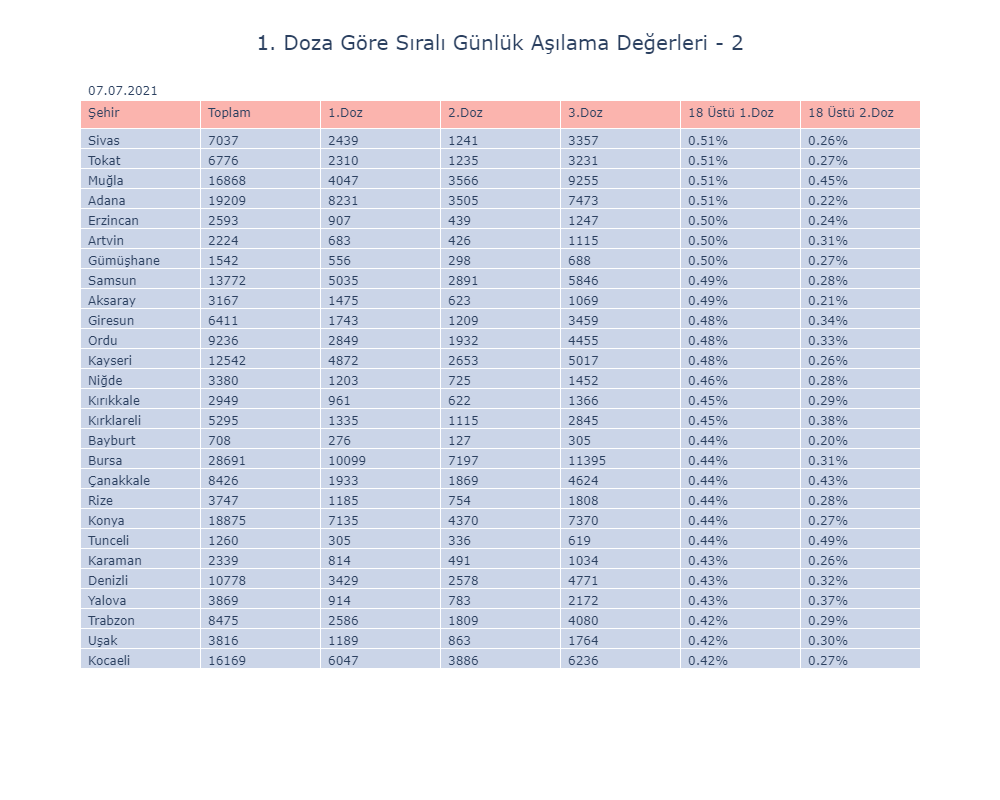 1. Doza Göre Sıralı Günlük Aşılama Değerleri - 2
07.07.2021
Şehir Toplam 1.Doz 2.Doz 3.Doz 18 Üstü 1.Doz 18 Üstü 2.Doz
Sivas 7037 2439 1241 3357 0.51% 0.26%
Tokat 6776 2310 1235 3231 0.51% 0.27%
Muğla 16868 4047 3566 9255 0.51% 0.45%
Adana 19209 8231 3505 7473 0.51% 0.22%
Erzincan 2593 907 439 1247 0.50% 0.24%
Artvin 2224 683 426 1115 0.50% 0.31%
Gümüşhane 1542 556 298 688 0.50% 0.27%
Samsun 13772 5035 2891 5846 0.49% 0.28%
Aksaray 3167 1475 623 1069 0.49% 0.21%
Giresun 6411 1743 1209 3459 0.48% 0.34%
Ordu 9236 2849 1932 4455 0.48% 0.33%
Kayseri 12542 4872 2653 5017 0.48% 0.26%
Niğde 3380 1203 725 1452 0.46% 0.28%
Kırıkkale 2949 961 622 1366 0.45% 0.29%
Kırklareli 5295 1335 1115 2845 0.45% 0.38%
Bayburt 708 276 127 305 0.44% 0.20%
Bursa 28691 10099 7197 11395 0.44% 0.31%
Çanakkale 8426 1933 1869 4624 0.44% 0.43%
Rize 3747 1185 754 1808 0.44% 0.28%
Konya 18875 7135 4370 7370 0.44% 0.27%
Tunceli 1260 305 336 619 0.44% 0.49%
Karaman 2339 814 491 1034 0.43% 0.26%
Denizli 10778 3429 2578 4771 0.43% 0.32%
Yalova 3869 914 783 2172 0.43% 0.37%
Trabzon 8475 2586 1809 4080 0.42% 0.29%
Uşak 3816 1189 863 1764 0.42% 0.30%
Kocaeli 16169 6047 3886 6236 0.42% 0.27%